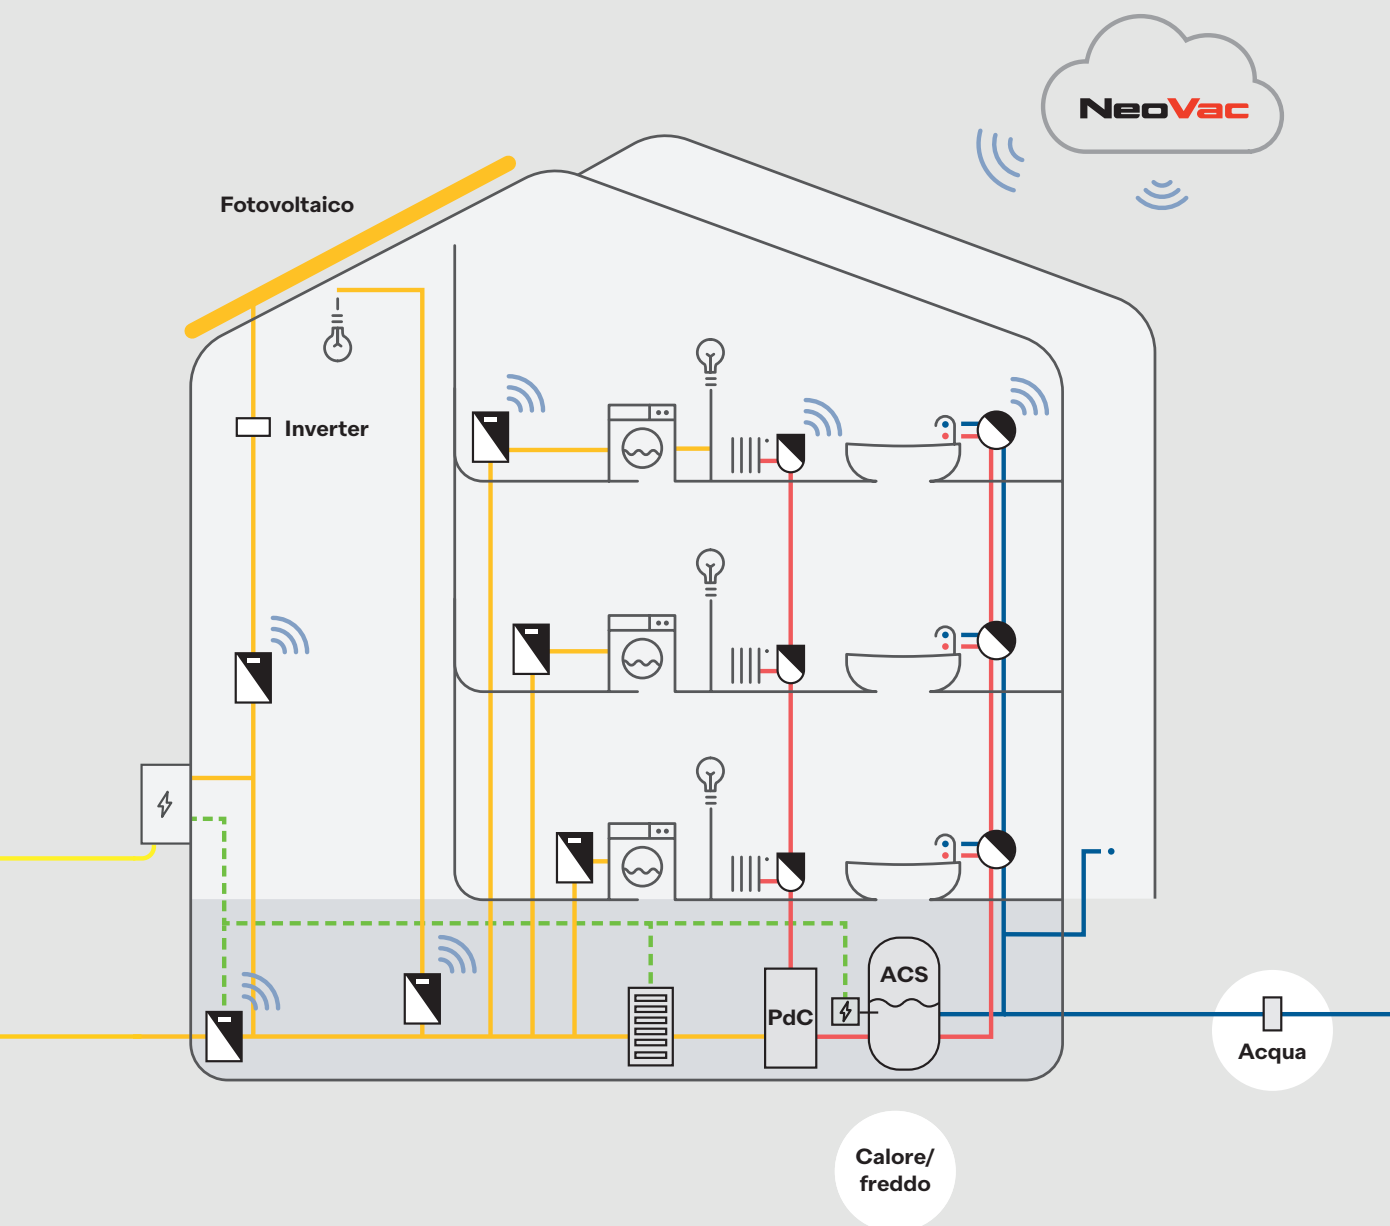 NeoVac
Fotovoltaico
Inverter
ACS
PdC
Acqua
Calore/
freddo